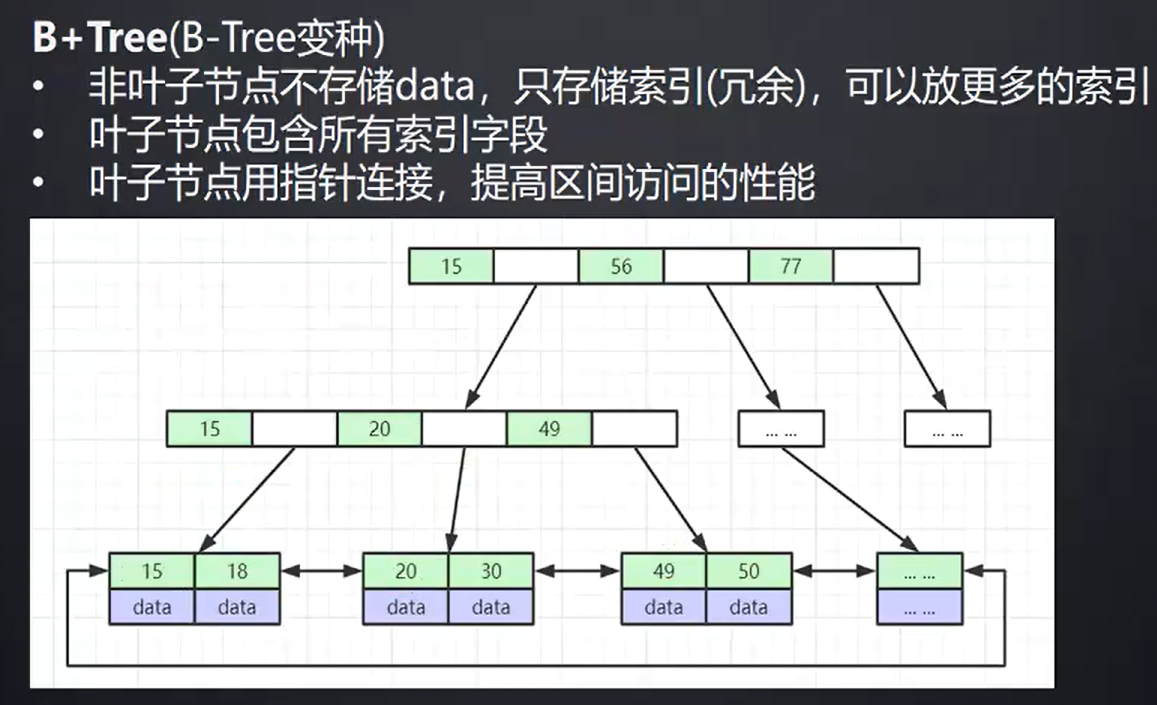 B+Tree(B-Tree变种)
• 非叶子节点不存储data，只存储索引(冗余)，可以放更多的索引
• 叶子节点包含所有索引字段
• 叶子节点用指针连接，提高区间访问的性能
15 56 77
15 20 49 ... ... ... ...
15 18 20 30 49 50 ... ...
data data data data data data ... ...